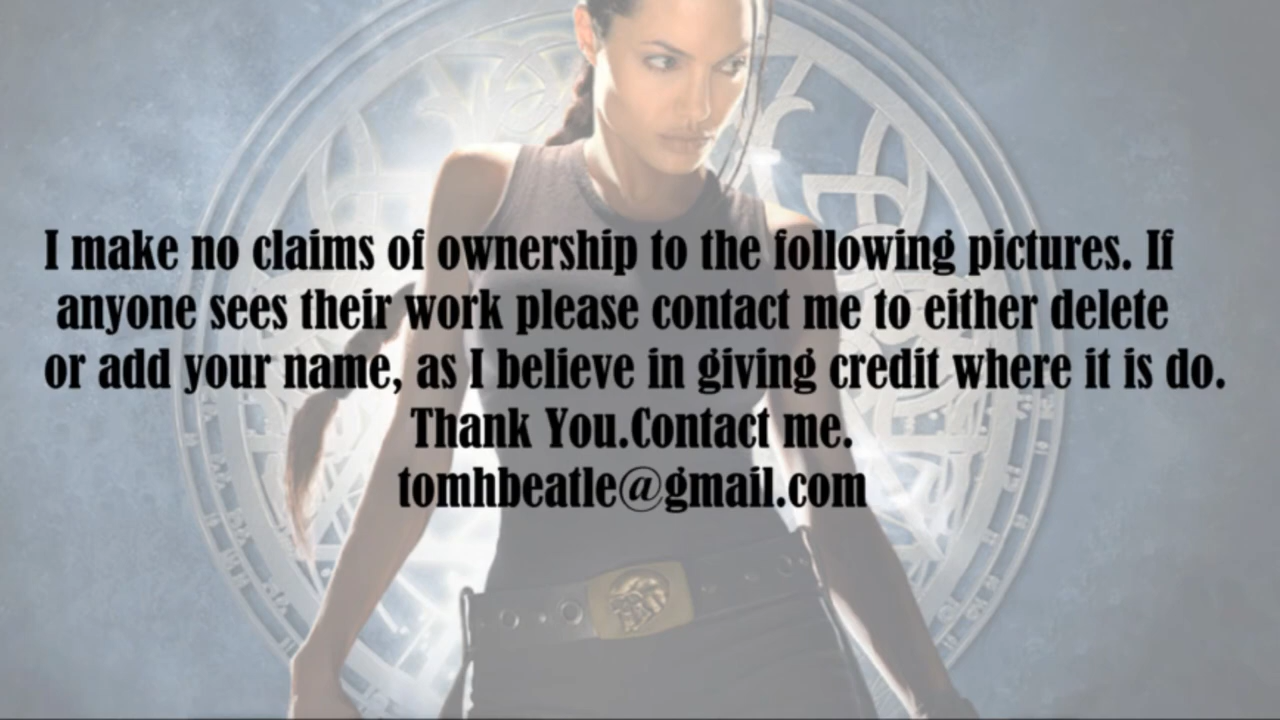 I make no claims of ownership to the following pictures. If
anyone sees their work please contact me to either delete
or add your name, as I believe in giving credit where it is do.
Thank You.Contact me.
tomhbeatle@gmail.com